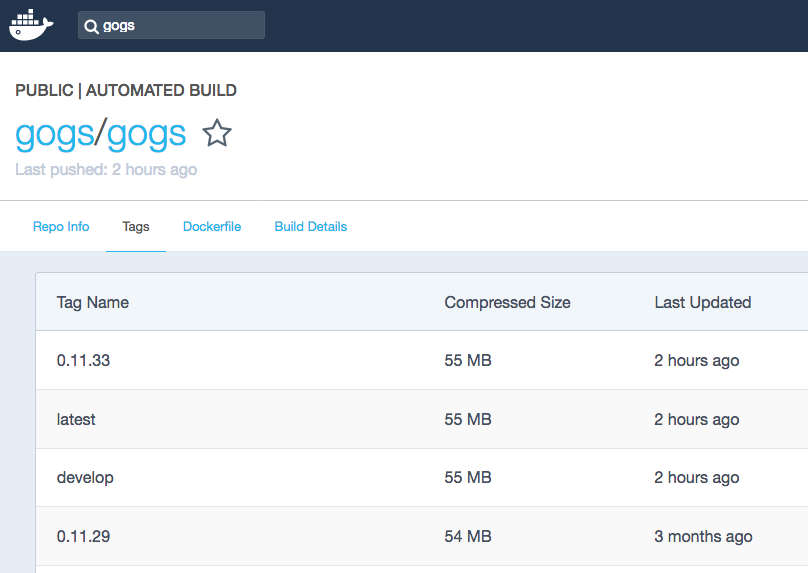 gogs
PUBLIC | AUTOMATED BUILD
gogs/gogs
Last pushed: 2 hours ago
Repo Info Tags Dockerfile Build Details
Tag Name Compressed Size Last Updated
0.11.33 55 MB 2 hours ago
latest 55 MB 2 hours ago
develop 55 MB 2 hours ago
0.11.29 54 MB 3 months ago